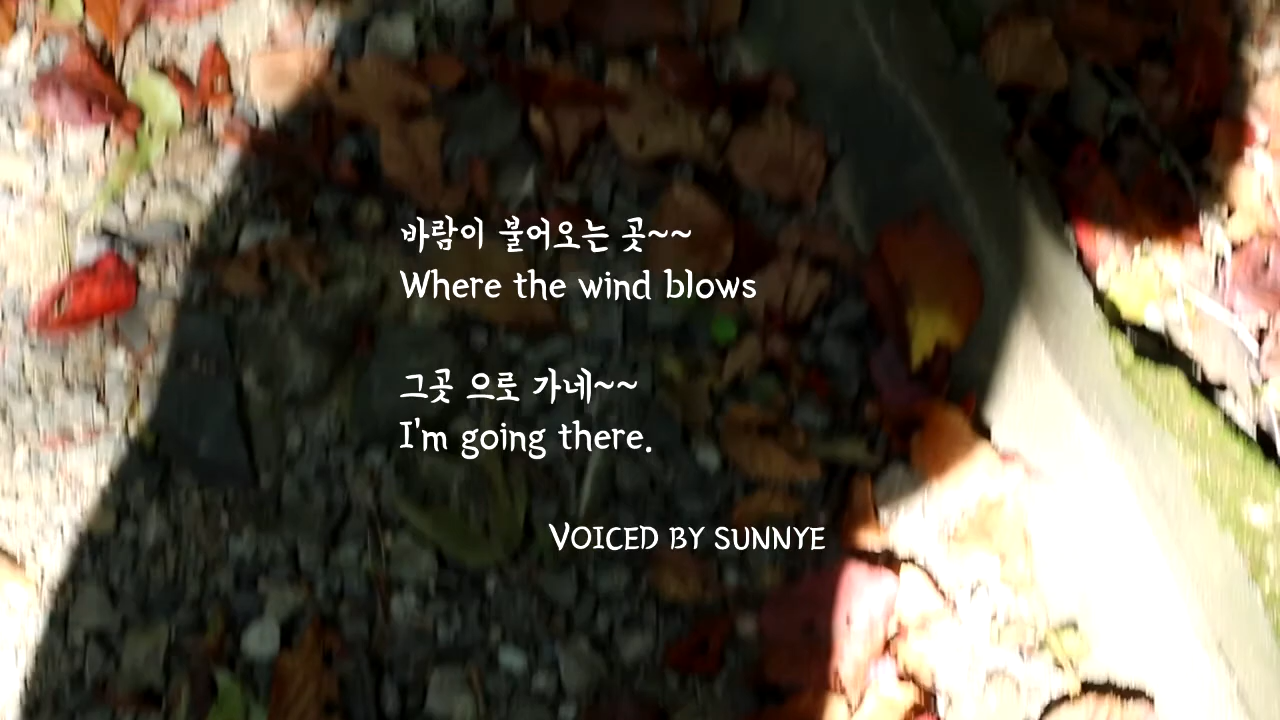 바람이 불어오는 곳~~
Where the wind blows
그곳 으로 가네~~
I'm going there.
VOICED BY SUNNYE